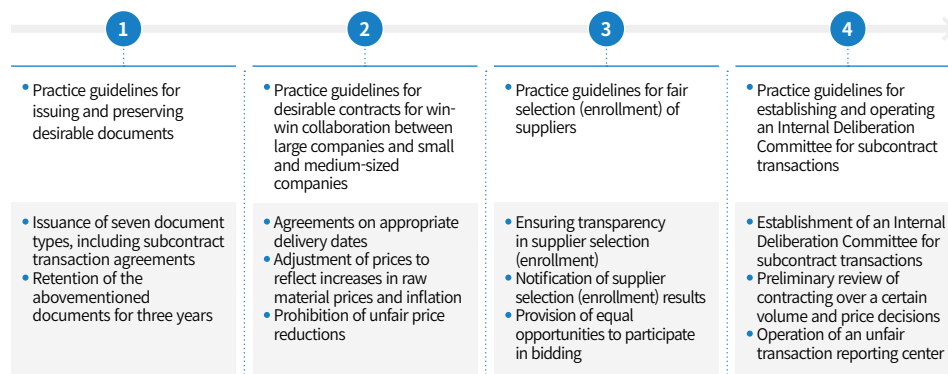 1
• Practice guidelines for
issuing and preserving
desirable documents
• Issuance of seven document
types, including subcontract
transaction agreements
• Retention of the
abovementioned
documents for three years
2
• Practice guidelines for
desirable contracts for win-
win collaboration between
large companies and small
and medium-sized
companies
• Agreements on appropriate
delivery dates
• Adjustment of prices to
reflect increases in raw
material prices and inflation
• Prohibition of unfair price
reductions
3
• Practice guidelines for fair
selection (enrollment) of
suppliers
• Ensuring transparency
in supplier selection
(enrollment)
• Notification of supplier
selection (enrollment) results
• Provision of equal
opportunities to participate
in bidding
4
• Practice guidelines for
establishing and operating
an Internal Deliberation
Committee for subcontract
transactions
• Establishment of an Internal
Deliberation Committee for
subcontract transactions
• Preliminary review of
contracting over a certain
volume and price decisions
• Operation of an unfair
transaction reporting center